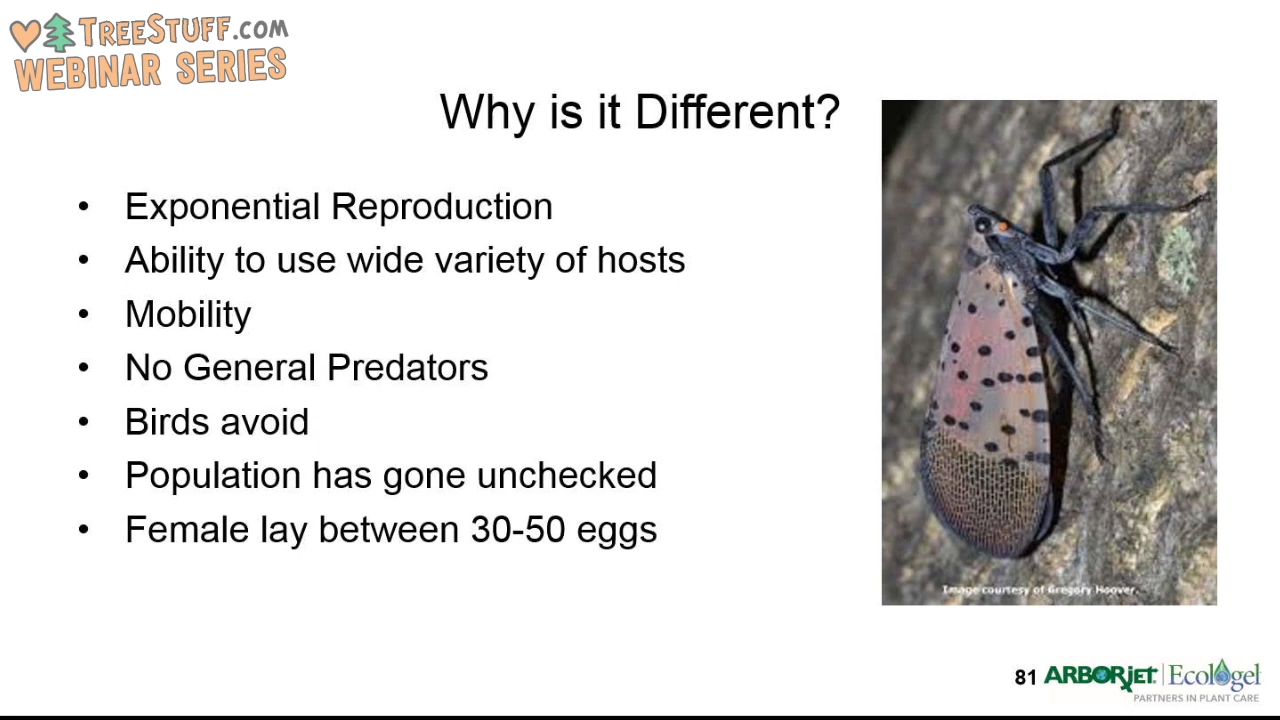 TREESTUFF.COM
WEBINAR SERIES
Why is it Different?
• Exponential Reproduction
• Ability to use wide variety of hosts
• Mobility
• No General Predators
• Birds avoid
• Population has gone unchecked
• Female lay between 30-50 eggs
Image courtesy of Gregory Hoover.
81 ARBORjET | Ecologel
PARTNERS IN PLANT CARE